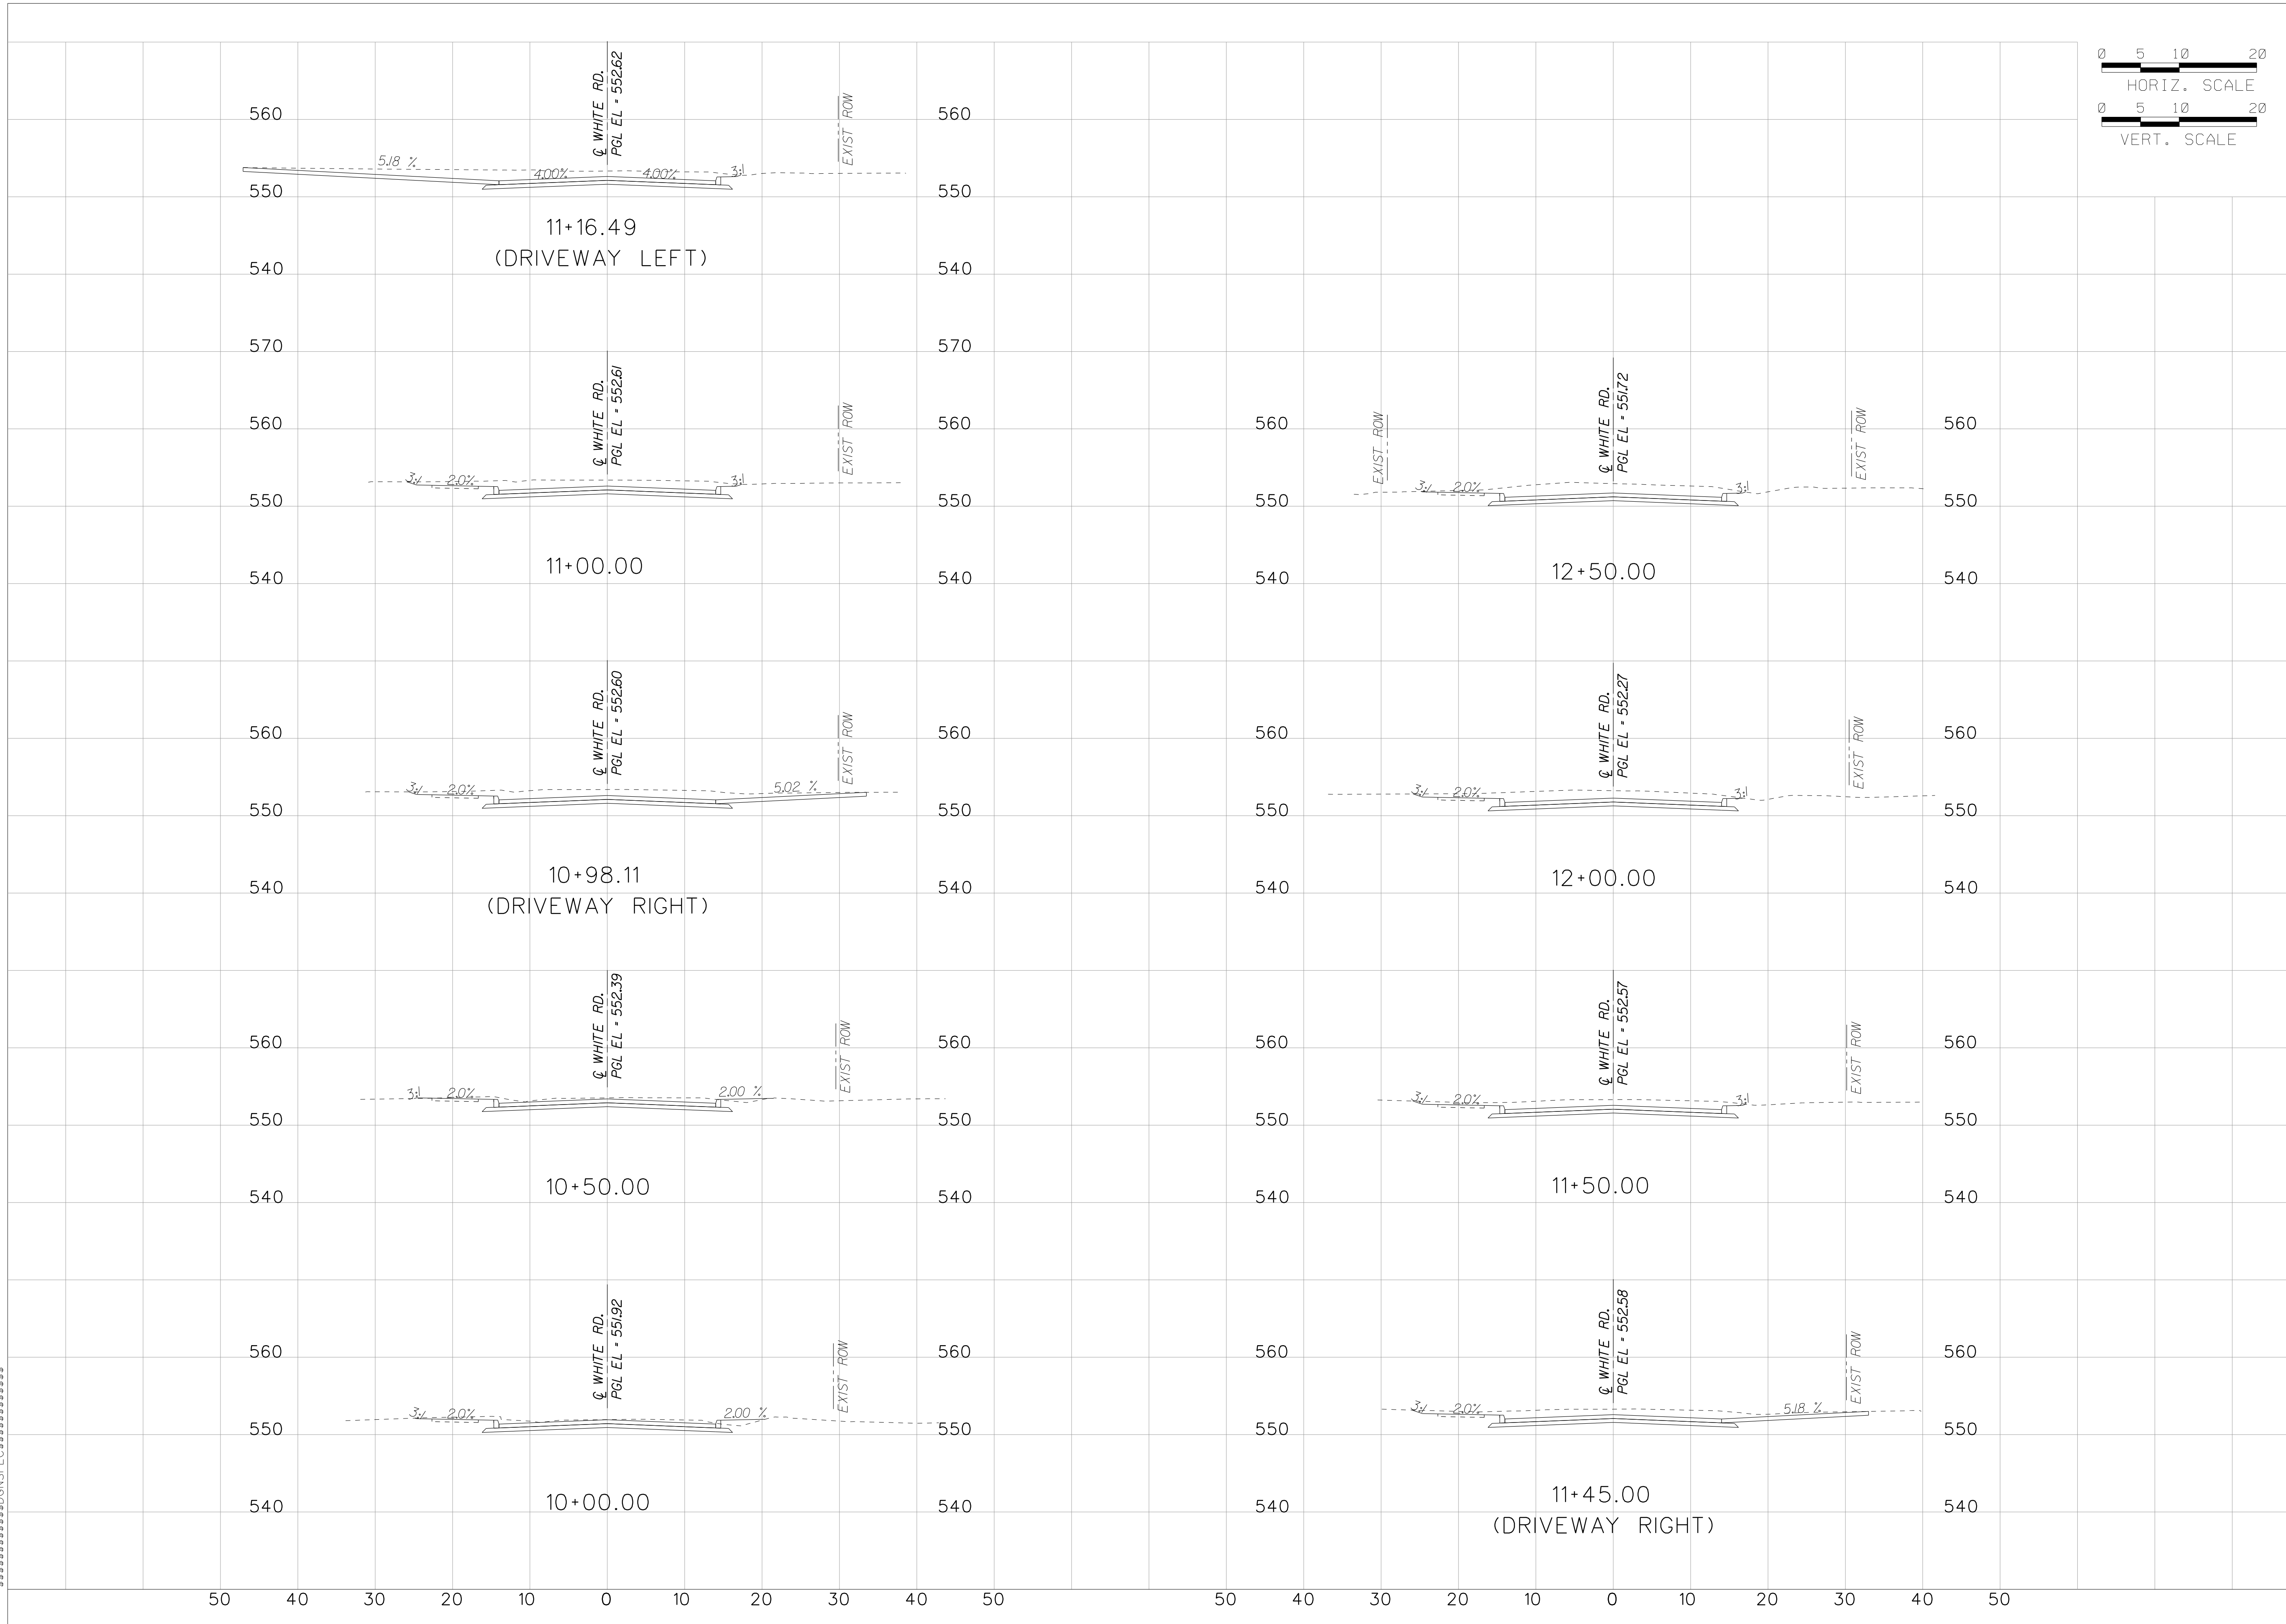 0 5 10 20
HORIZ. SCALE
0 5 10 20
VERT. SCALE
℄ WHITE RD.
PGL EL = 552.62
EXIST ROW
560 560
5.18 %
4.00% 4.00% 3:1
550 550
11+16.49
(DRIVEWAY LEFT)
540 540
570 570
℄ WHITE RD.
PGL EL = 552.61
EXIST ROW
560 560
3:1 2.0% 3:1
550 550
11+00.00
540 540
℄ WHITE RD.
PGL EL = 552.60
EXIST ROW
560 560
3:1 2.0% 5.02 %
550 550
10+98.11
(DRIVEWAY RIGHT)
540 540
℄ WHITE RD.
PGL EL = 552.39
EXIST ROW
560 560
3:1 2.0% 2.00 %
550 550
10+50.00
540 540
℄ WHITE RD.
PGL EL = 551.92
EXIST ROW
560 560
3:1 2.0% 2.00 %
550 550
10+00.00
540 540
50 40 30 20 10 0 10 20 30 40 50
EXIST ROW
℄ WHITE RD.
PGL EL = 551.72
EXIST ROW
560 560
3:1 2.0% 3:1
550 550
12+50.00
540 540
℄ WHITE RD.
PGL EL = 552.27
EXIST ROW
560 560
3:1 2.0% 3:1
550 550
12+00.00
540 540
℄ WHITE RD.
PGL EL = 552.57
EXIST ROW
560 560
3:1 2.0% 3:1
550 550
11+50.00
540 540
℄ WHITE RD.
PGL EL = 552.58
EXIST ROW
560 560
3:1 2.0% 5.18 %
550 550
11+45.00
540 540
(DRIVEWAY RIGHT)
50 40 30 20 10 0 10 20 30 40 50